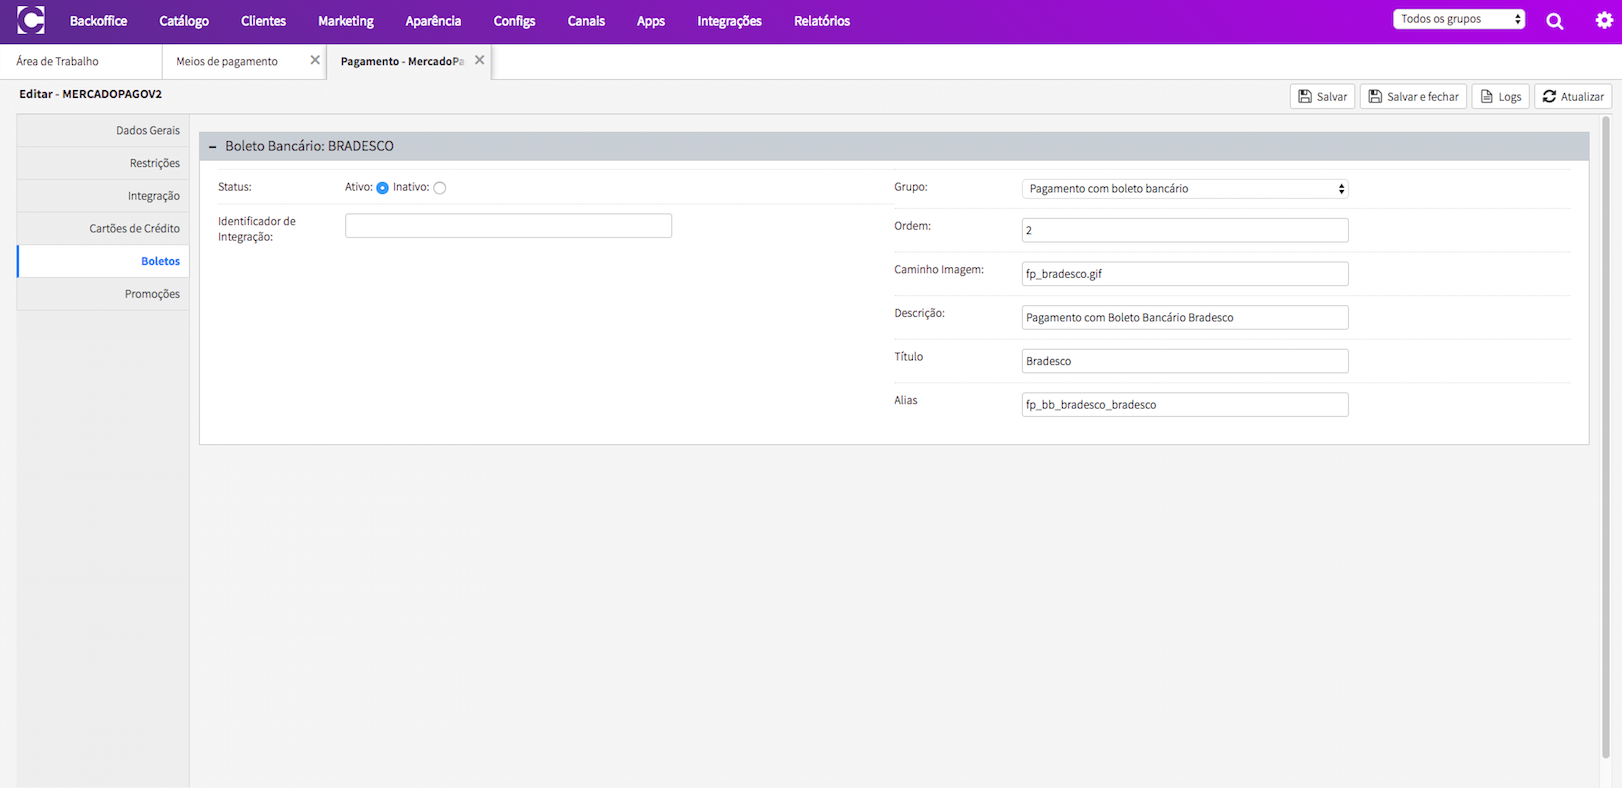 Backoffice Catálogo Clientes Marketing Aparência Configs Canais Apps Integrações Relatórios Todos os grupos
Área de Trabalho Meios de pagamento Pagamento - MercadoPa
Editar - MERCADOPAGOV2 Salvar Salvar e fechar Logs Atualizar
Dados Gerais
Restrições
Integração
Cartões de Crédito
Boletos
Promoções
Boleto Bancário: BRADESCO
Status: Ativo: Inativo:
Identificador de
Integração:
Grupo: Pagamento com boleto bancário
Ordem: 2
Caminho Imagem: fp_bradesco.gif
Descrição: Pagamento com Boleto Bancário Bradesco
Título Bradesco
Alias fp_bb_bradesco_bradesco